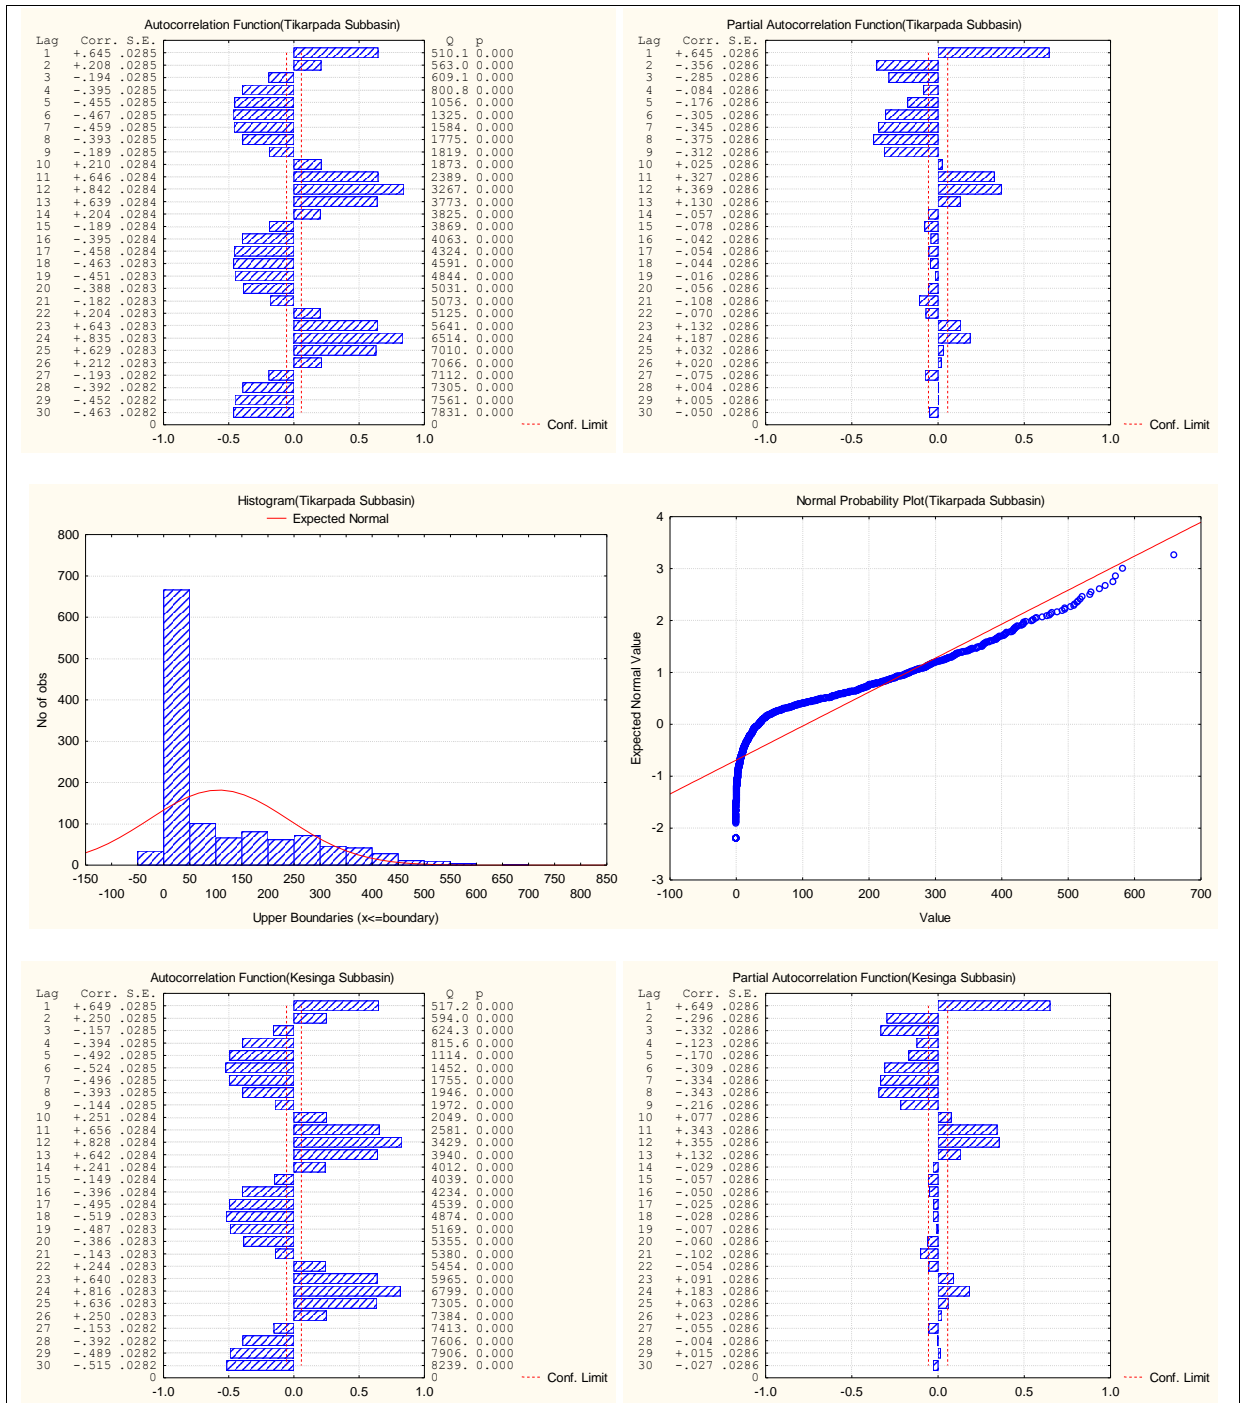 Autocorrelation Function(Tikarpada Subbasin)
Lag Corr. S.E. Q p
1 +.645 .0285 510.1 0.000
2 +.208 .0285 563.0 0.000
3 -.194 .0285 609.1 0.000
4 -.395 .0285 800.8 0.000
5 -.455 .0285 1056. 0.000
6 -.467 .0285 1325. 0.000
7 -.459 .0285 1584. 0.000
8 -.393 .0285 1775. 0.000
9 -.189 .0285 1819. 0.000
10 +.210 .0284 1873. 0.000
11 +.646 .0284 2389. 0.000
12 +.842 .0284 3267. 0.000
13 +.639 .0284 3773. 0.000
14 +.204 .0284 3825. 0.000
15 -.189 .0284 3869. 0.000
16 -.395 .0284 4063. 0.000
17 -.458 .0284 4324. 0.000
18 -.463 .0283 4591. 0.000
19 -.451 .0283 4844. 0.000
20 -.388 .0283 5031. 0.000
21 -.182 .0283 5073. 0.000
22 +.204 .0283 5125. 0.000
23 +.643 .0283 5641. 0.000
24 +.835 .0283 6514. 0.000
25 +.629 .0283 7010. 0.000
26 +.212 .0283 7066. 0.000
27 -.193 .0282 7112. 0.000
28 -.392 .0282 7305. 0.000
29 -.452 .0282 7561. 0.000
30 -.463 .0282 7831. 0.000
0 0
-1.0 -0.5 0.0 0.5 1.0
Conf. Limit
Partial Autocorrelation Function(Tikarpada Subbasin)
Lag Corr. S.E.
1 +.645 .0286
2 -.356 .0286
3 -.285 .0286
4 -.084 .0286
5 -.176 .0286
6 -.305 .0286
7 -.345 .0286
8 -.375 .0286
9 -.312 .0286
10 +.025 .0286
11 +.327 .0286
12 +.369 .0286
13 +.130 .0286
14 -.057 .0286
15 -.078 .0286
16 -.042 .0286
17 -.054 .0286
18 -.044 .0286
19 -.016 .0286
20 -.056 .0286
21 -.108 .0286
22 -.070 .0286
23 +.132 .0286
24 +.187 .0286
25 +.032 .0286
26 +.020 .0286
27 -.075 .0286
28 +.004 .0286
29 +.005 .0286
30 -.050 .0286
0
-1.0 -0.5 0.0 0.5 1.0
Conf. Limit
Histogram(Tikarpada Subbasin)
Expected Normal
No of obs
800
700
600
500
400
300
200
100
0
-150 -50 50 150 250 350 450 550 650 750 850
-100 0 100 200 300 400 500 600 700 800
Upper Boundaries (x<=boundary)
Normal Probability Plot(Tikarpada Subbasin)
Expected Normal Value
4
3
2
1
0
-1
-2
-3
-100 0 100 200 300 400 500 600 700
Value
Autocorrelation Function(Kesinga Subbasin)
Lag Corr. S.E. Q p
1 +.649 .0285 517.2 0.000
2 +.250 .0285 594.0 0.000
3 -.157 .0285 624.3 0.000
4 -.394 .0285 815.6 0.000
5 -.492 .0285 1114. 0.000
6 -.524 .0285 1452. 0.000
7 -.496 .0285 1755. 0.000
8 -.393 .0285 1946. 0.000
9 -.144 .0285 1972. 0.000
10 +.251 .0284 2049. 0.000
11 +.656 .0284 2581. 0.000
12 +.828 .0284 3429. 0.000
13 +.642 .0284 3940. 0.000
14 +.241 .0284 4012. 0.000
15 -.149 .0284 4039. 0.000
16 -.396 .0284 4234. 0.000
17 -.495 .0284 4539. 0.000
18 -.519 .0283 4874. 0.000
19 -.487 .0283 5169. 0.000
20 -.386 .0283 5355. 0.000
21 -.143 .0283 5380. 0.000
22 +.244 .0283 5454. 0.000
23 +.640 .0283 5965. 0.000
24 +.816 .0283 6799. 0.000
25 +.636 .0283 7305. 0.000
26 +.250 .0283 7384. 0.000
27 -.153 .0282 7413. 0.000
28 -.392 .0282 7606. 0.000
29 -.489 .0282 7906. 0.000
30 -.515 .0282 8239. 0.000
0 0
-1.0 -0.5 0.0 0.5 1.0
Conf. Limit
Partial Autocorrelation Function(Kesinga Subbasin)
Lag Corr. S.E.
1 +.649 .0286
2 -.296 .0286
3 -.332 .0286
4 -.123 .0286
5 -.170 .0286
6 -.309 .0286
7 -.334 .0286
8 -.343 .0286
9 -.216 .0286
10 +.077 .0286
11 +.343 .0286
12 +.355 .0286
13 +.132 .0286
14 -.029 .0286
15 -.057 .0286
16 -.050 .0286
17 -.025 .0286
18 -.028 .0286
19 -.007 .0286
20 -.060 .0286
21 -.102 .0286
22 -.054 .0286
23 +.091 .0286
24 +.183 .0286
25 +.063 .0286
26 +.023 .0286
27 -.055 .0286
28 -.004 .0286
29 +.015 .0286
30 -.027 .0286
0
-1.0 -0.5 0.0 0.5 1.0
Conf. Limit